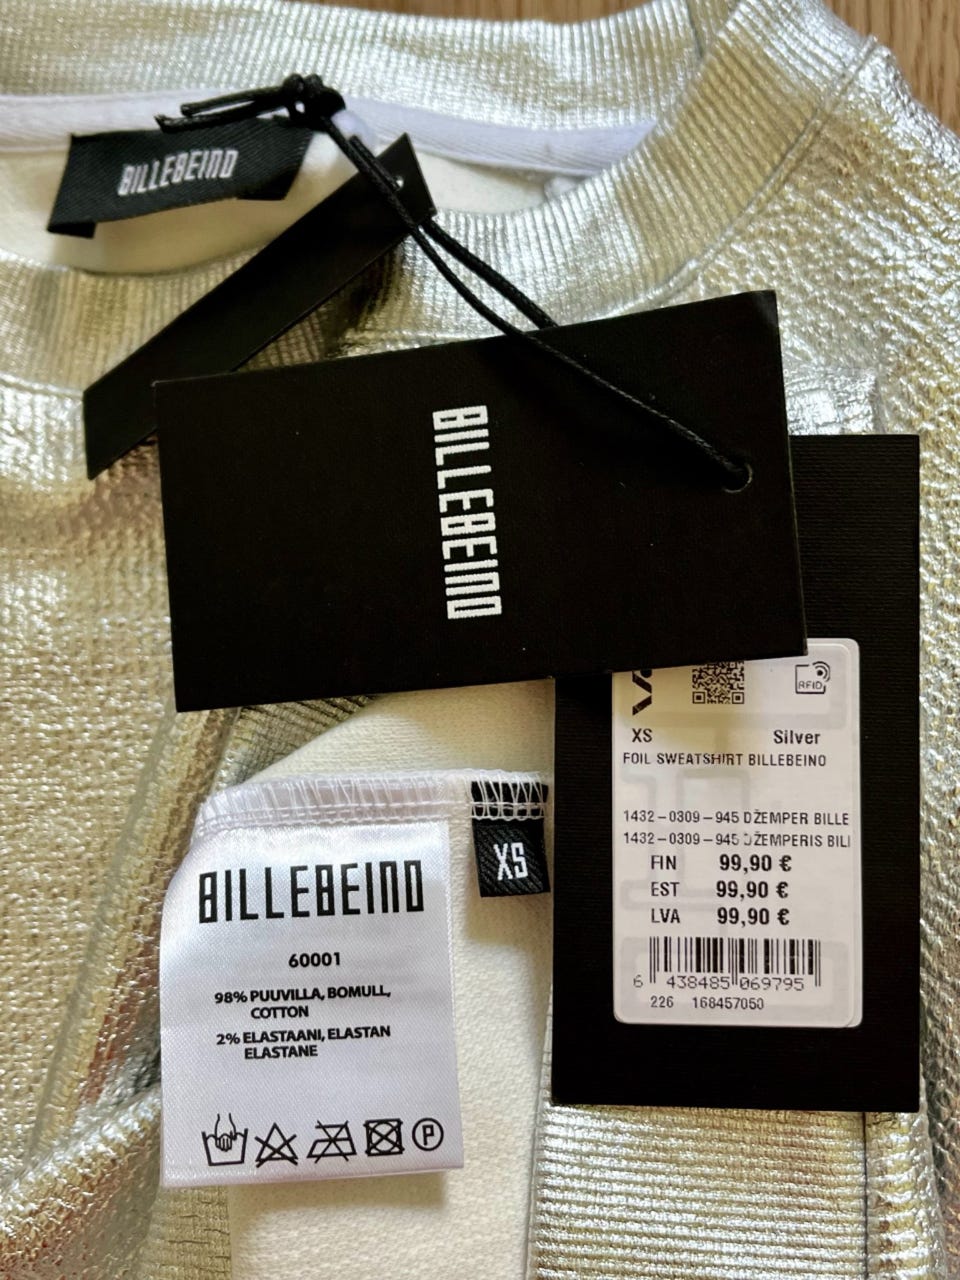 BILLEBEINO
BILLEBEINO
RFID
XS Silver
FOIL SWEATSHIRT BILLEBEINO
1432-0309-945 DŽEMPER BILLE
1432-0309-945 DŽEMPERIS BILL
FIN 99,90 €
EST 99,90 €
LVA 99,90 €
6 438485 069795
226 168457050
XS
BILLEBEINO
60001
98% PUUVILLA, BOMULL,
COTTON
2% ELASTAANI, ELASTAN
ELASTANE
P